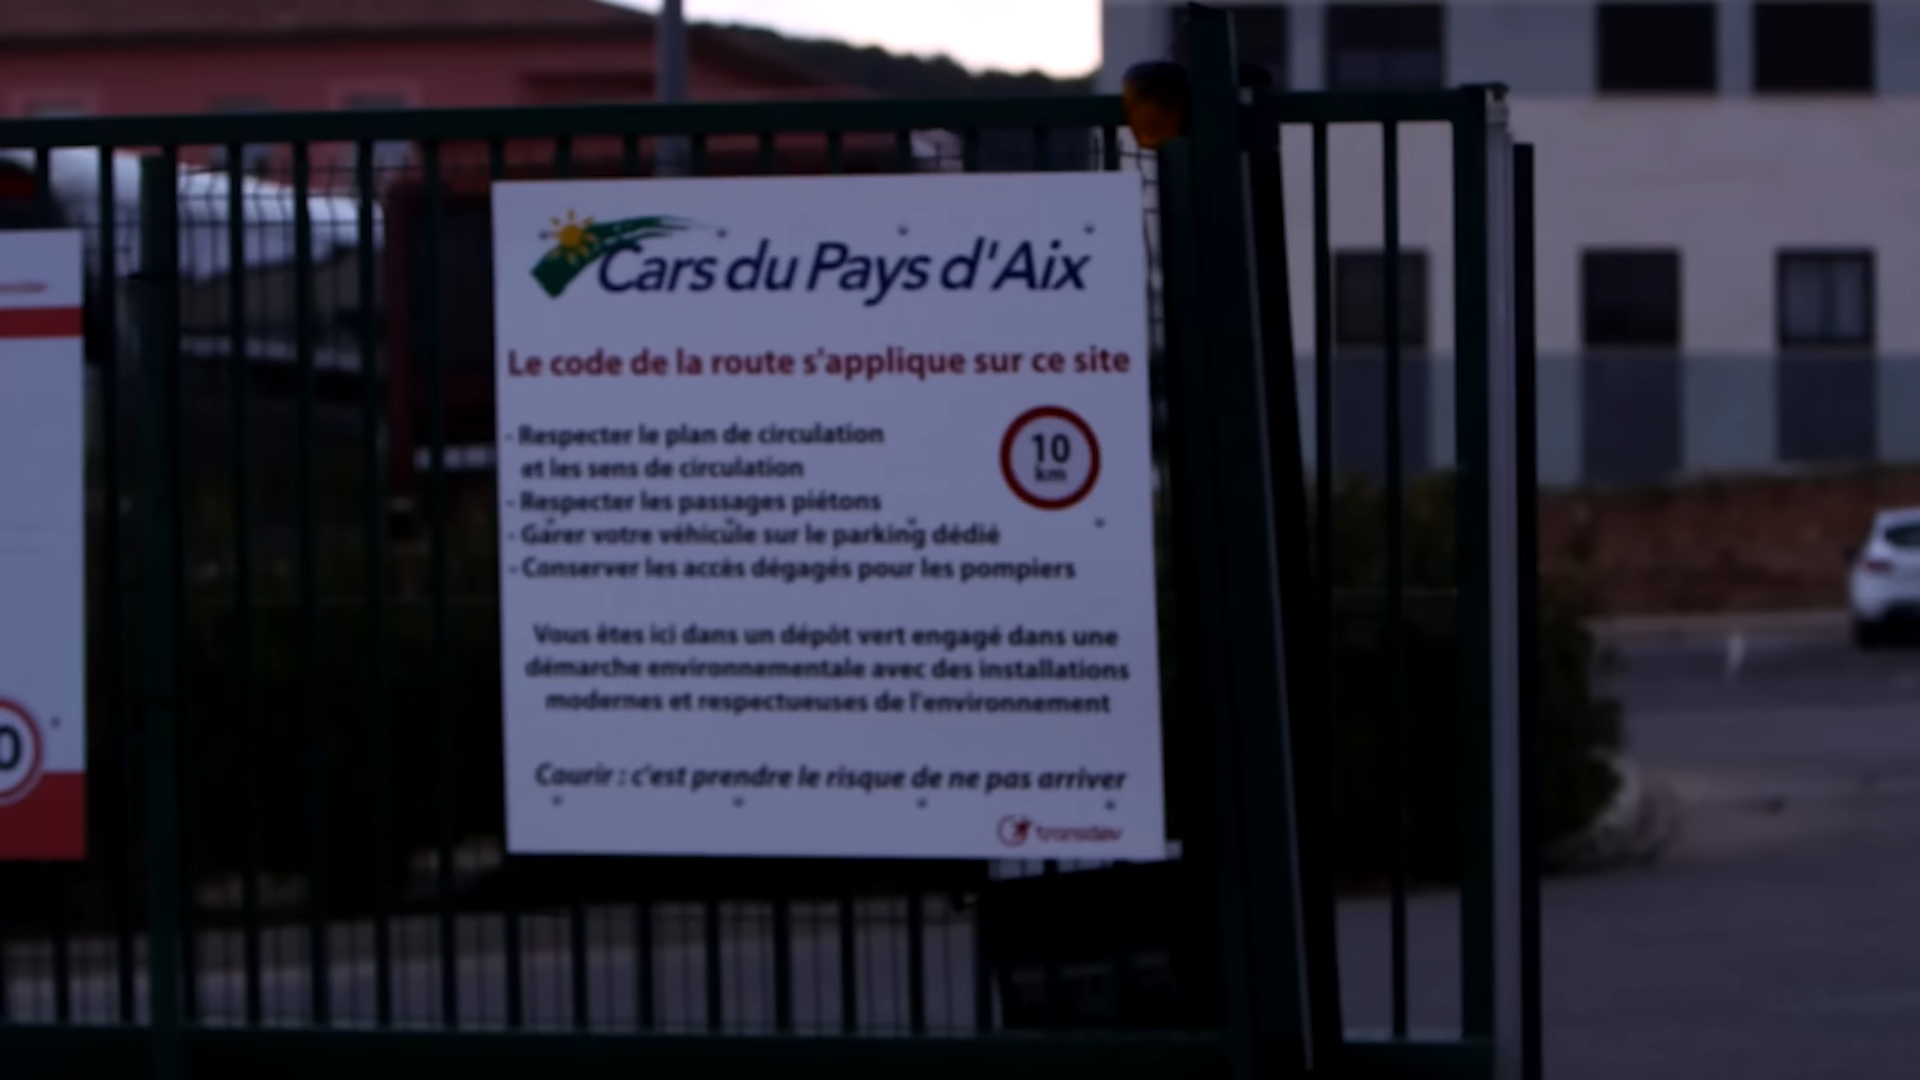 Cars du Pays d'Aix
Le code de la route s'applique sur ce site
- Respecter le plan de circulation
et les sens de circulation
- Respecter les passages piétons
- Garer votre véhicule sur le parking dédié
- Conserver les accès dégagés pour les pompiers
10
km
Vous êtes ici dans un dépôt vert engagé dans une
démarche environnementale avec des installations
modernes et respectueuses de l'environnement
Courir : c'est prendre le risque de ne pas arriver
transdev
0